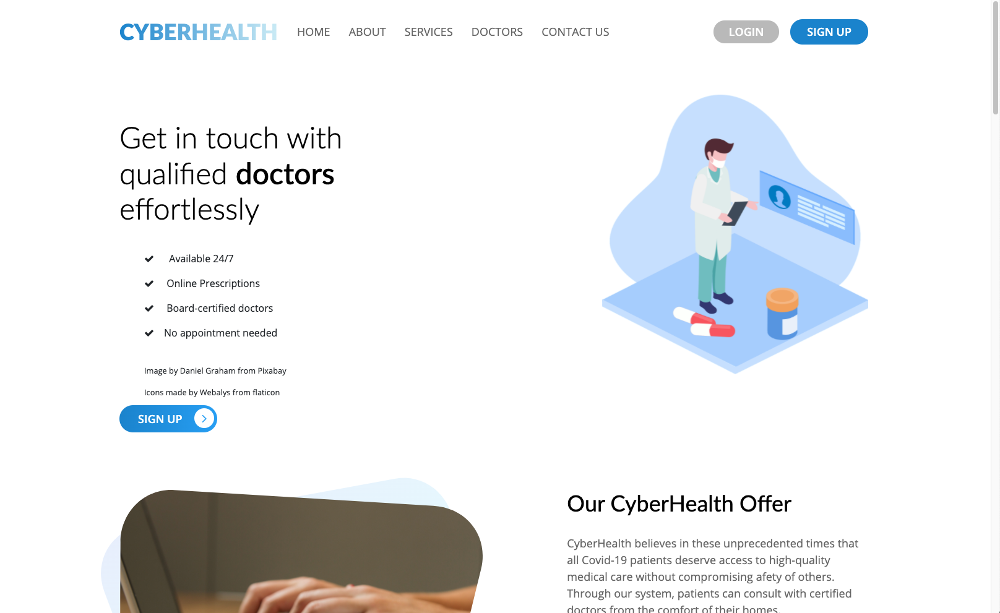 CYBERHEALTH HOME ABOUT SERVICES DOCTORS CONTACT US LOGIN SIGN UP
Get in touch with
qualified doctors
effortlessly
Available 24/7
Online Prescriptions
Board-certified doctors
No appointment needed
Image by Daniel Graham from Pixabay
Icons made by Webalys from flaticon
SIGN UP
Our CyberHealth Offer
CyberHealth believes in these unprecedented times that
all Covid-19 patients deserve access to high-quality
medical care without compromising afety of others.
Through our system, patients can consult with certified
doctors from the comfort of their homes.